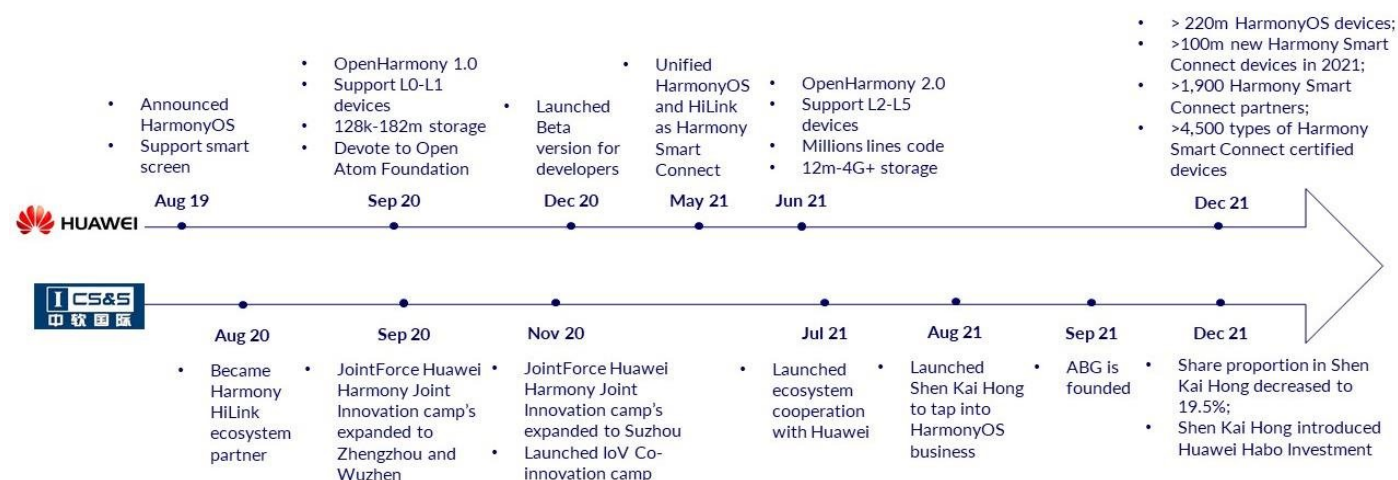 • Announced
HarmonyOS
• Support smart
screen
Aug 19
• OpenHarmony 1.0
• Support L0-L1
devices
• 128k-182m storage
• Devote to Open
Atom Foundation
Sep 20
• Launched
Beta
version for
developers
Dec 20
• Unified
HarmonyOS
and HiLink
as Harmony
Smart
Connect
May 21
• OpenHarmony 2.0
• Support L2-L5
devices
• Millions lines code
• 12m-4G+ storage
Jun 21
• > 220m HarmonyOS devices;
• >100m new Harmony Smart
Connect devices in 2021;
• >1,900 Harmony Smart
Connect partners;
• >4,500 types of Harmony
Smart Connect certified
devices
Dec 21
HUAWEI
I CS&S
中软国际
Aug 20
• Became
Harmony
HiLink
ecosystem
partner
Sep 20
• JointForce Huawei
Harmony Joint
Innovation camp's
expanded to
Zhengzhou and
Wuzhen
Nov 20
• JointForce Huawei
Harmony Joint
Innovation camp's
expanded to Suzhou
• Launched IoV Co-
innovation camp
Jul 21
• Launched
ecosystem
cooperation
with Huawei
Aug 21
• Launched
Shen Kai Hong
to tap into
HarmonyOS
business
Sep 21
• ABG is
founded
Dec 21
• Share proportion in Shen
Kai Hong decreased to
19.5%;
• Shen Kai Hong introduced
Huawei Habo Investment